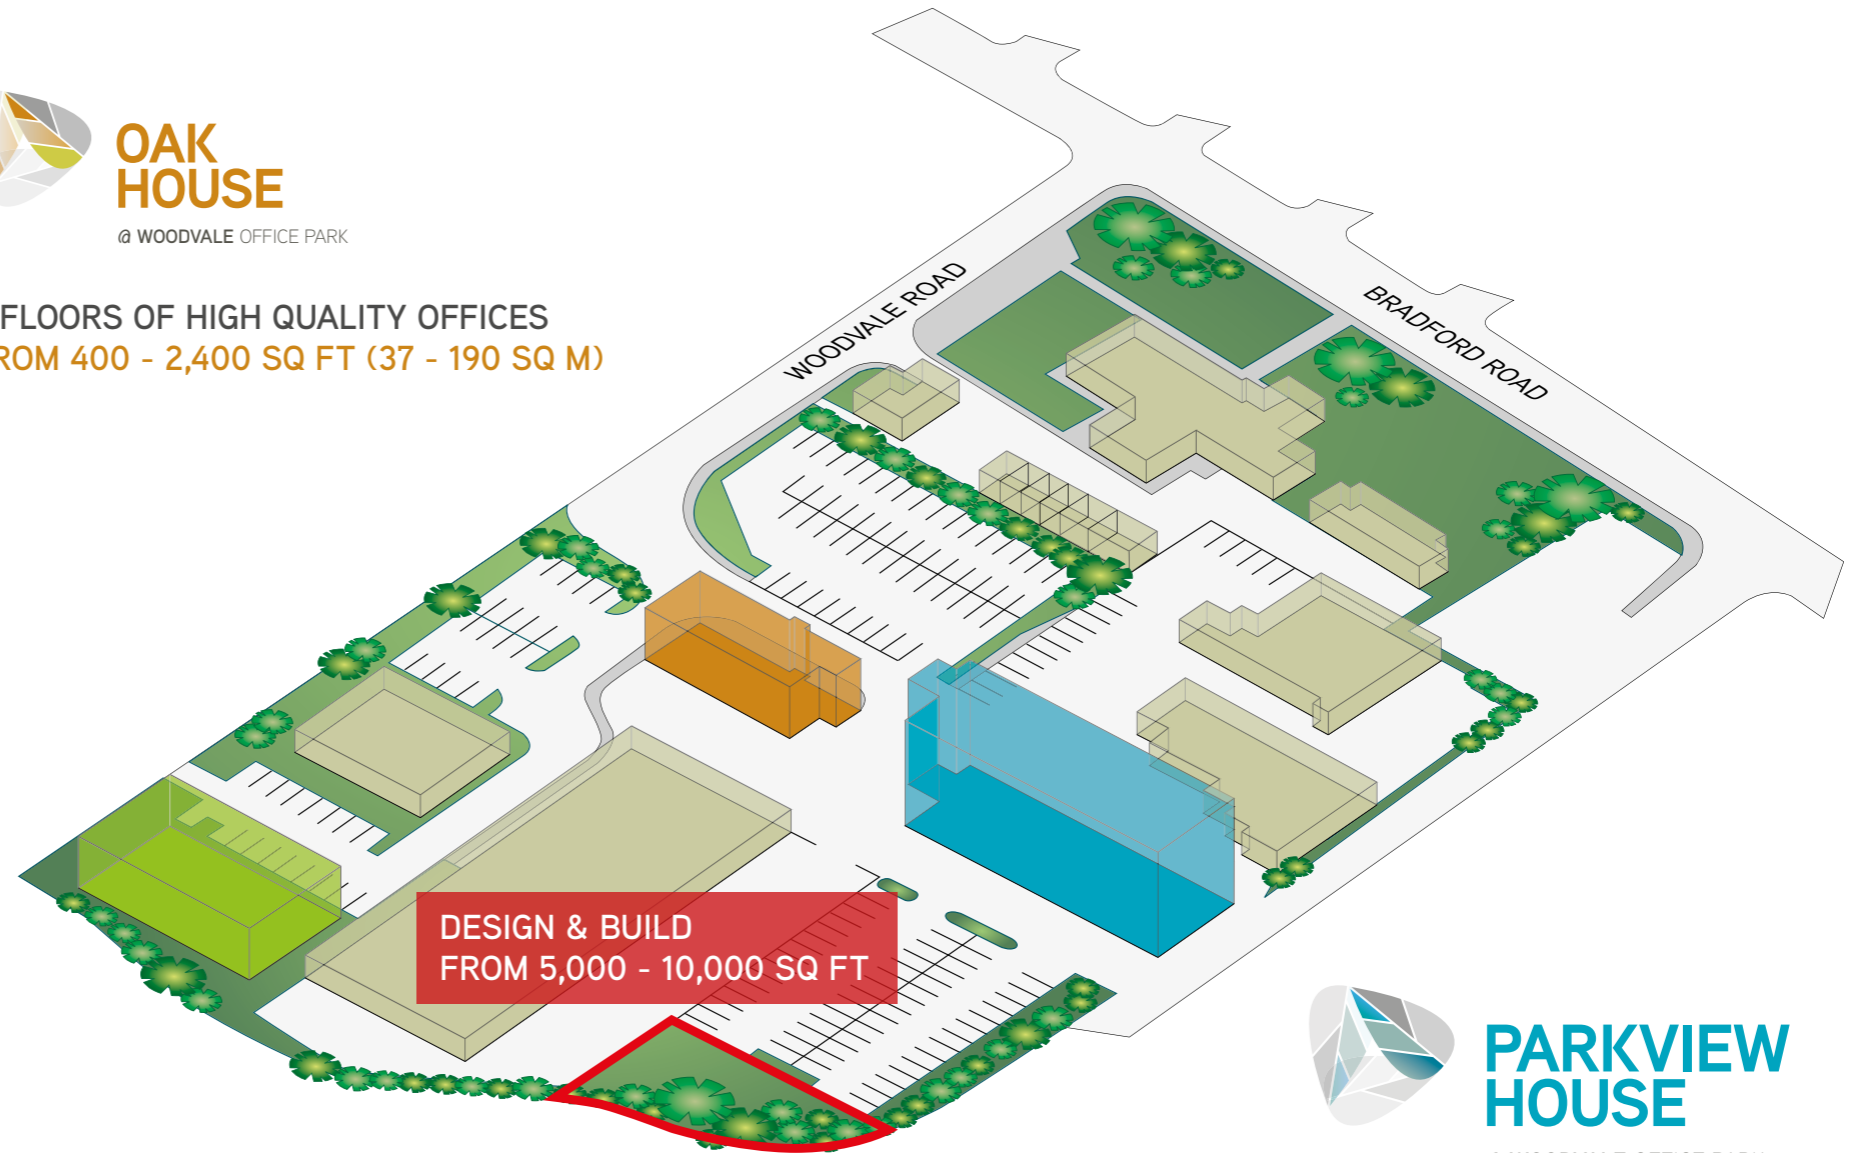 OAK
HOUSE
@ WOODVALE OFFICE PARK
FLOORS OF HIGH QUALITY OFFICES
ROM 400 - 2,400 SQ FT (37 - 190 SQ M)
WOODVALE ROAD
BRADFORD ROAD
DESIGN & BUILD
FROM 5,000 - 10,000 SQ FT
PARKVIEW
HOUSE